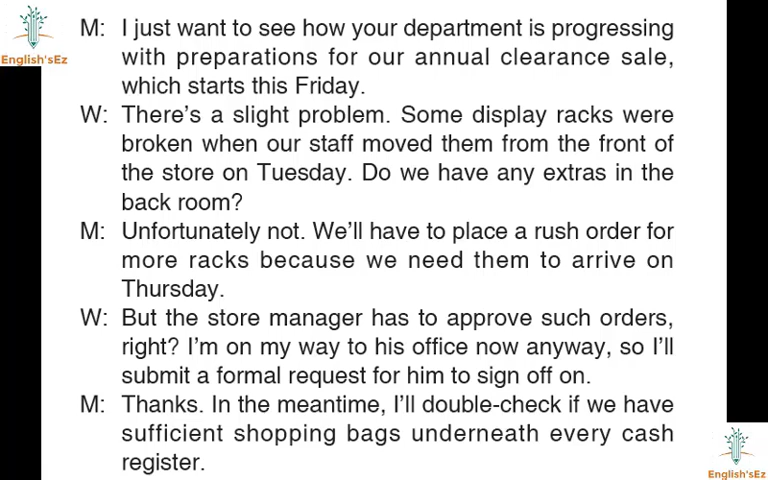 M: I just want to see how your department is progressing
with preparations for our annual clearance sale,
which starts this Friday.
W: There's a slight problem. Some display racks were
broken when our staff moved them from the front of
the store on Tuesday. Do we have any extras in the
back room?
M: Unfortunately not. We'll have to place a rush order for
more racks because we need them to arrive on
Thursday.
W: But the store manager has to approve such orders,
right? I'm on my way to his office now anyway, so I'll
submit a formal request for him to sign off on.
M: Thanks. In the meantime, I'll double-check if we have
sufficient shopping bags underneath every cash
register.
English'sEz
English'sEz